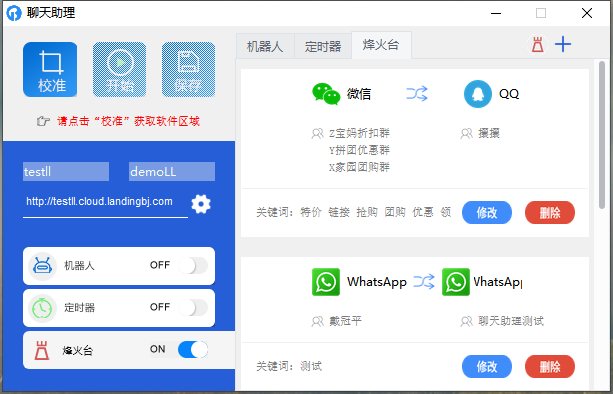 聊天助理
校准
开始
保存
请点击“校准”获取软件区域
testll
demoLL
http://testll.cloud.landingbj.com
机器人
OFF
定时器
OFF
烽火台
ON
机器人
定时器
烽火台
微信
QQ
Z宝妈折扣群
Y拼团优惠群
X家园团购群
摞摞
关键词：特价 链接 抢购 团购 优惠 领
修改
删除
WhatsApp
WhatsApp
戴冠平
聊天助理测试
关键词：测试
修改
删除